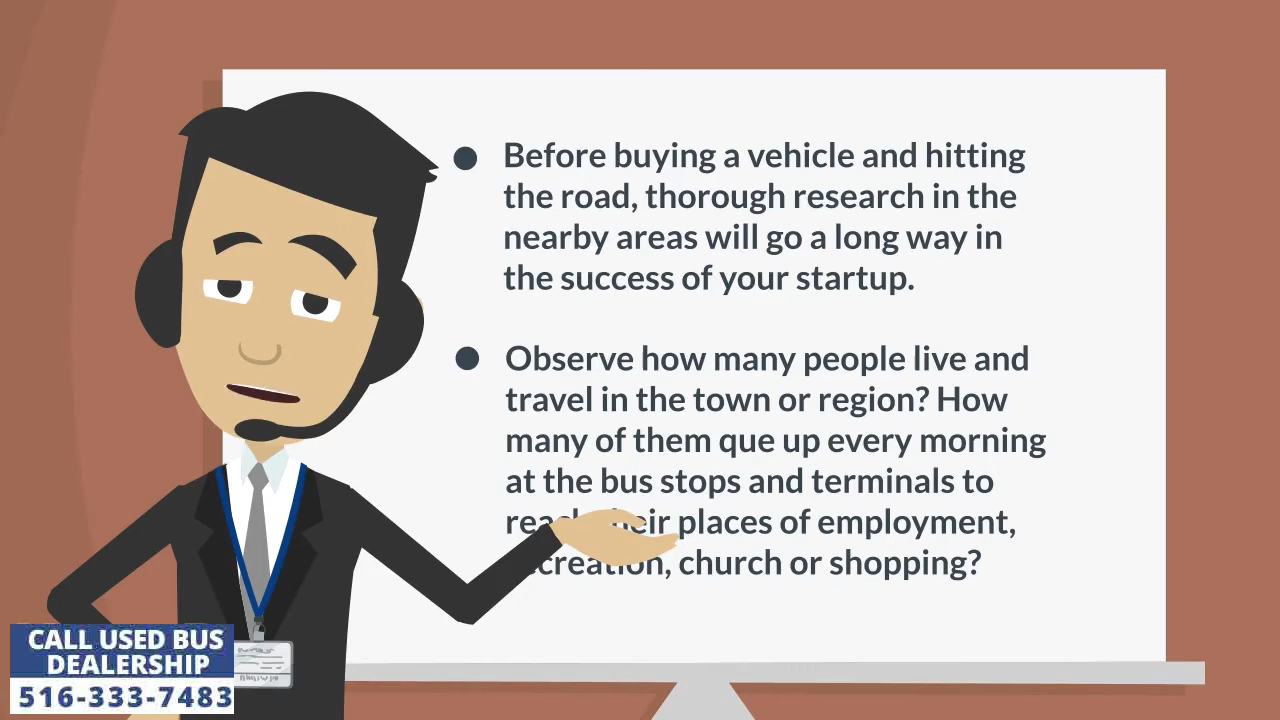 Before buying a vehicle and hitting
the road, thorough research in the
nearby areas will go a long way in
the success of your startup.
Observe how many people live and
travel in the town or region? How
many of them que up every morning
at the bus stops and terminals to
places of employment,
church or shopping?
CALL USED BUS
DEALERSHIP
516-333-7483